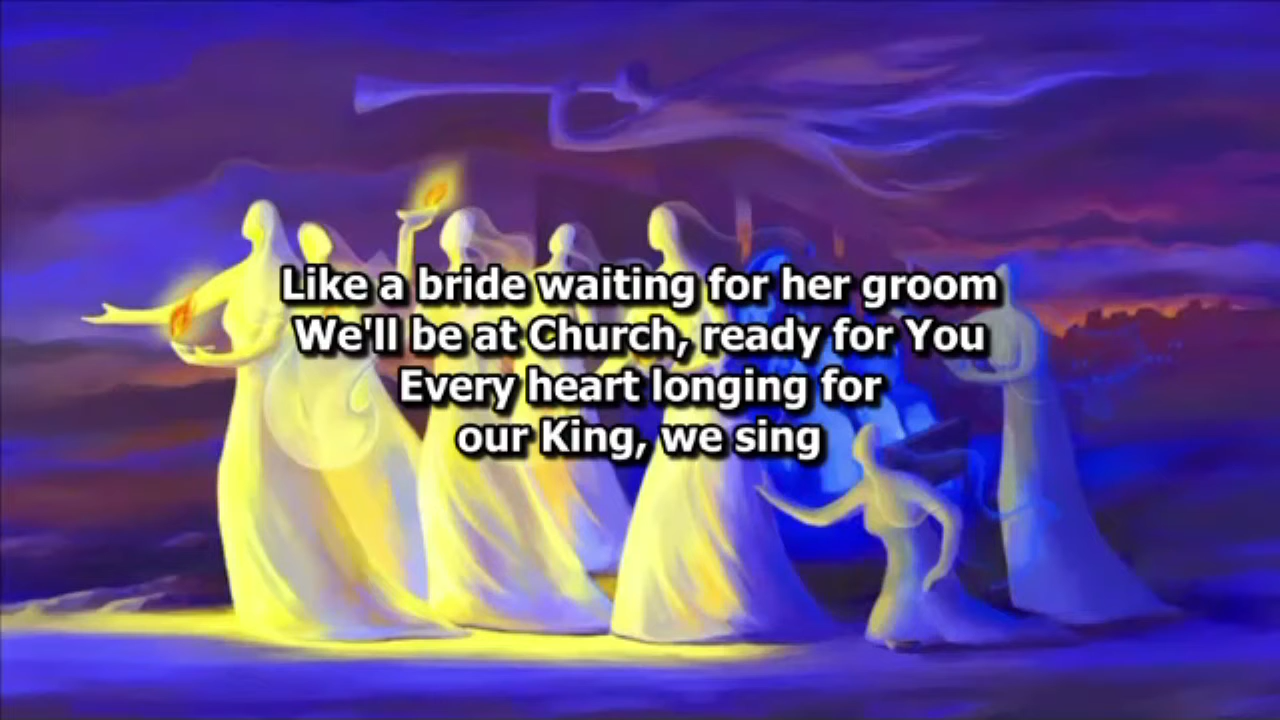 Like a bride waiting for her groom
We'll be at Church, ready for You
Every heart longing for
our King, we sing